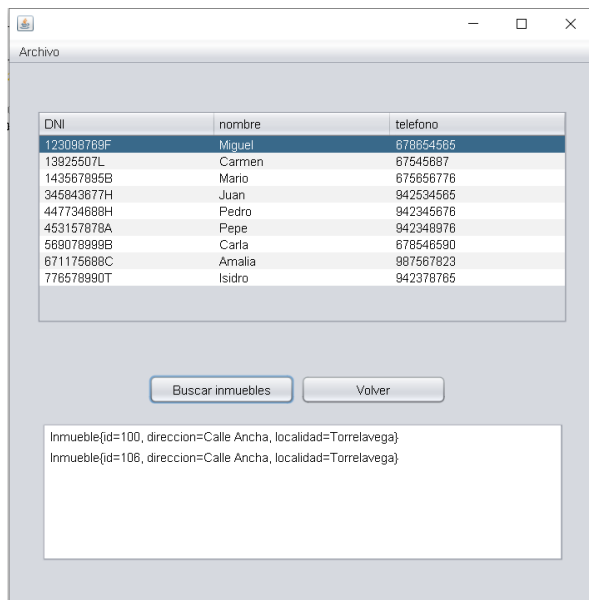 Archivo
DNI nombre telefono
123098769F Miguel 678654565
13925507L Carmen 67545687
143567895B Mario 675656776
345843677H Juan 942534565
447734688H Pedro 942345676
453157878A Pepe 942348976
569078999B Carla 678546590
671175688C Amalia 987567823
776578990T Isidro 942378765
Buscar inmuebles Volver
Inmueble{id=100, direccion=Calle Ancha, localidad=Torrelavega}
Inmueble{id=106, direccion=Calle Ancha, localidad=Torrelavega}